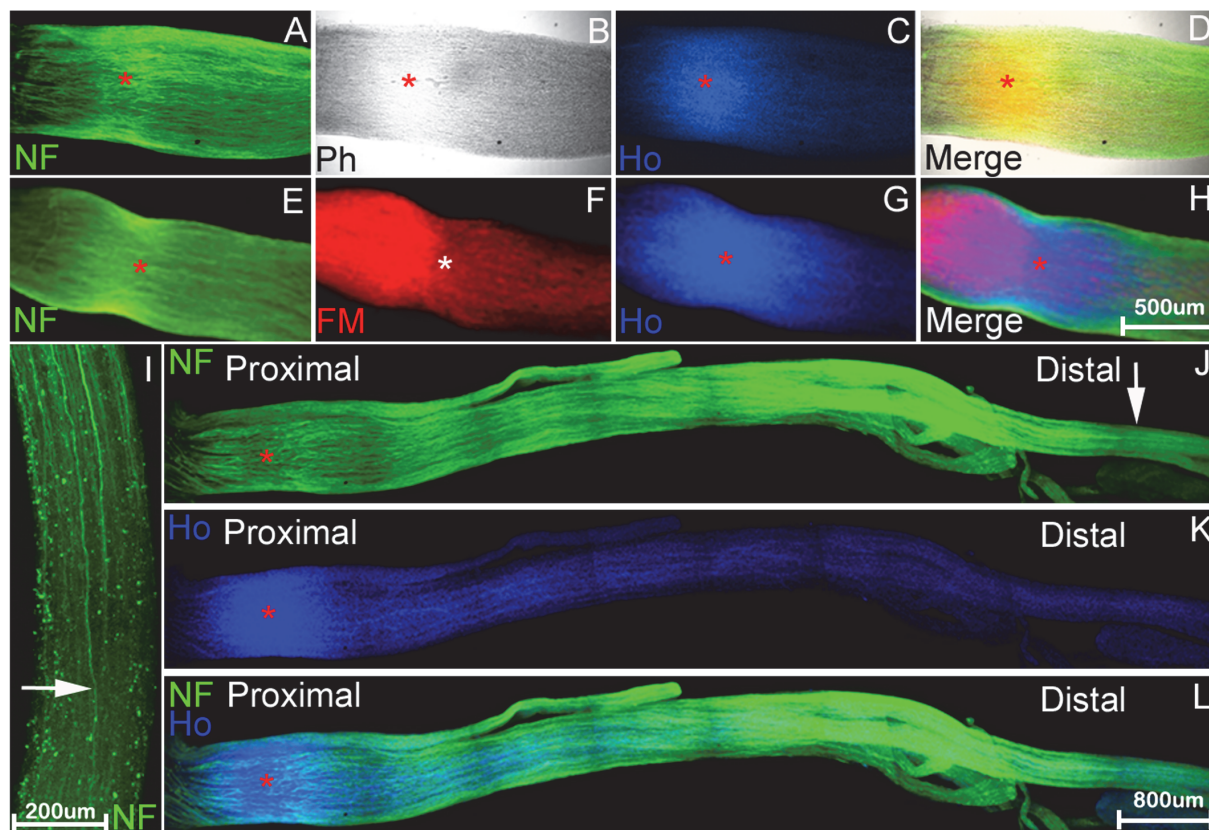 A
NF
B
Ph
C
Ho
D
Merge
E
NF
F
FM
G
Ho
H
500um
Merge
I
200um
NF
NF Proximal Distal J
Ho Proximal Distal K
NF Proximal Distal L
Ho
800um